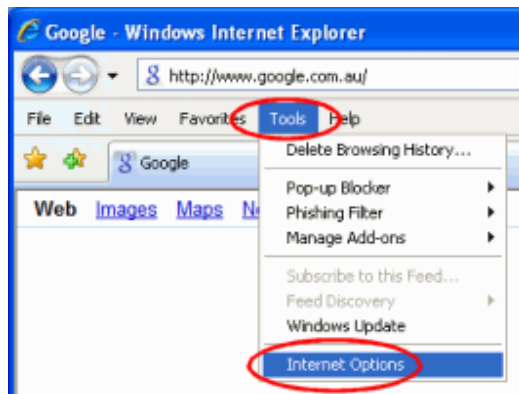 Google - Windows Internet Explorer
http://www.google.com.au/
File Edit View Favorites Tools Help
Google
Delete Browsing History...
Pop-up Blocker
Phishing Filter
Manage Add-ons
Subscribe to this Feed...
Feed Discovery
Windows Update
Internet Options
Web Images Maps